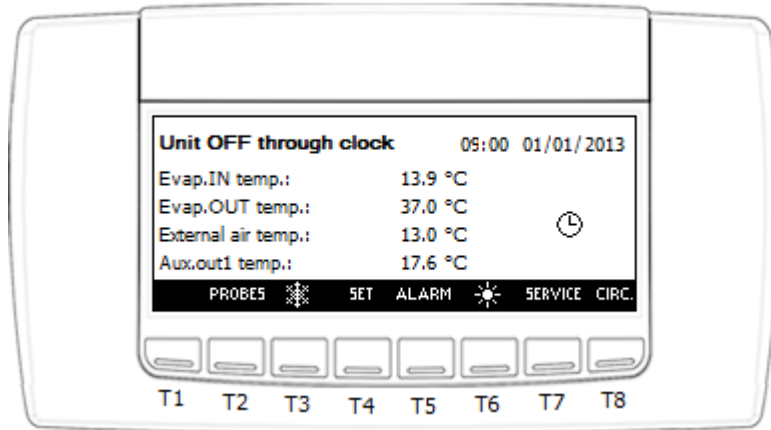 Unit OFF through clock 09:00 01/01/2013
Evap.IN temp.: 13.9 °C
Evap.OUT temp.: 37.0 °C
External air temp.: 13.0 °C
Aux.out1 temp.: 17.6 °C
PROBES SET ALARM SERVICE CIRC.
T1 T2 T3 T4 T5 T6 T7 T8